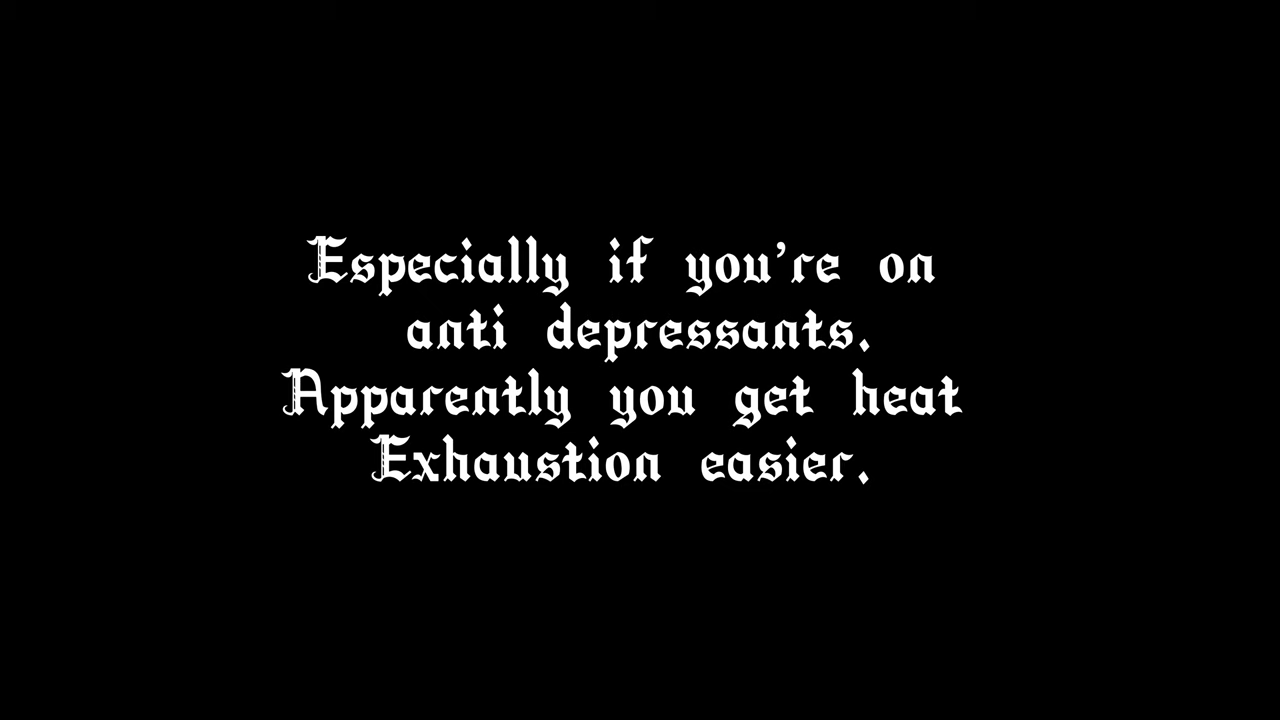 Especially if you're on
anti depressants.
Apparently you get heat
Exhaustion easier.